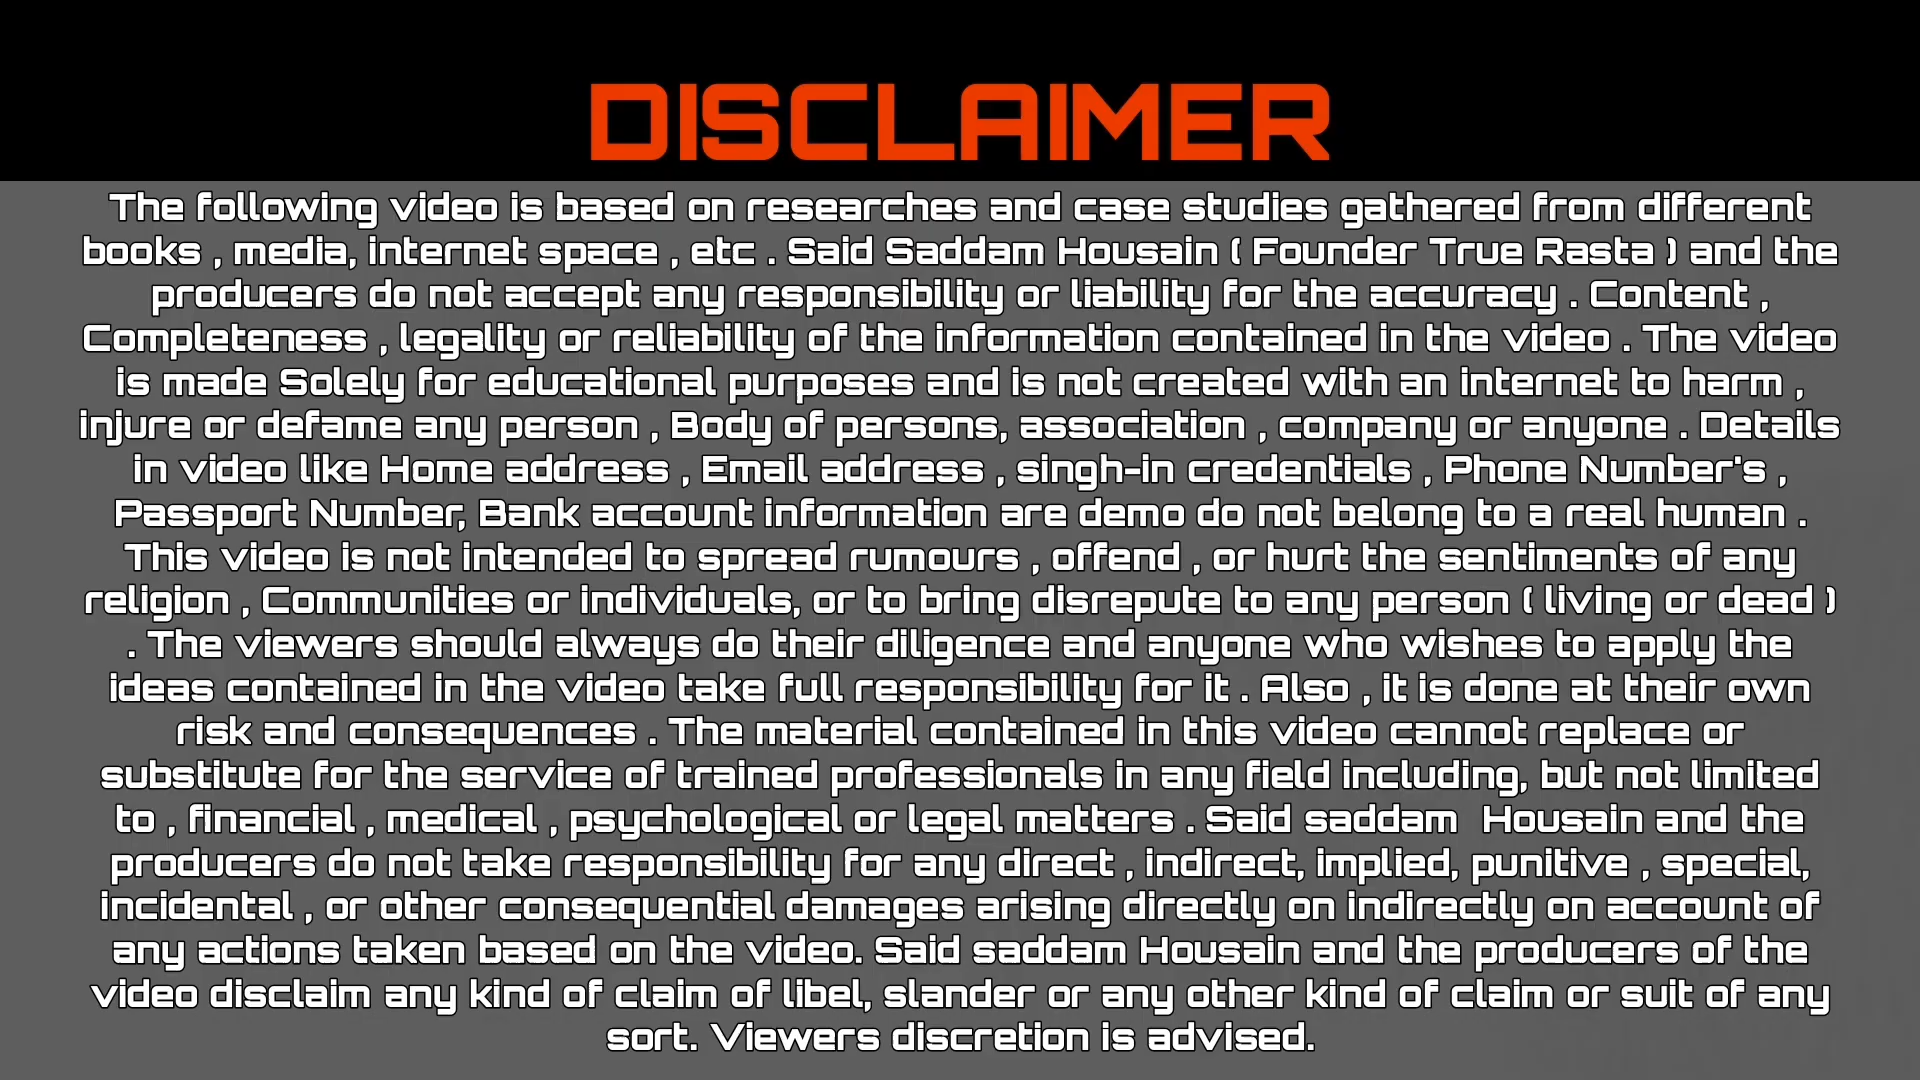 DISCLAIMER
The following video is based on researches and case studies gathered from different
books , media, internet space , etc . Said Saddam Housain ( Founder True Rasta ) and the
producers do not accept any responsibility or liability for the accuracy . Content ,
Completeness , legality or reliability of the information contained in the video . The video
is made Solely for educational purposes and is not created with an internet to harm ,
injure or defame any person , Body of persons, association , company or anyone . Details
in video like Home address , Email address , singh-in credentials , Phone Number's ,
Passport Number, Bank account information are demo do not belong to a real human .
This video is not intended to spread rumours , offend , or hurt the sentiments of any
religion , Communities or individuals, or to bring disrepute to any person ( living or dead )
. The viewers should always do their diligence and anyone who wishes to apply the
ideas contained in the video take full responsibility for it . Also , it is done at their own
risk and consequences . The material contained in this video cannot replace or
substitute for the service of trained professionals in any field including, but not limited
to , financial , medical , psychological or legal matters . Said saddam  Housain and the
producers do not take responsibility for any direct , indirect, implied, punitive , special,
incidental , or other consequential damages arising directly on indirectly on account of
any actions taken based on the video. Said saddam Housain and the producers of the
video disclaim any kind of claim of libel, slander or any other kind of claim or suit of any
sort. Viewers discretion is advised.